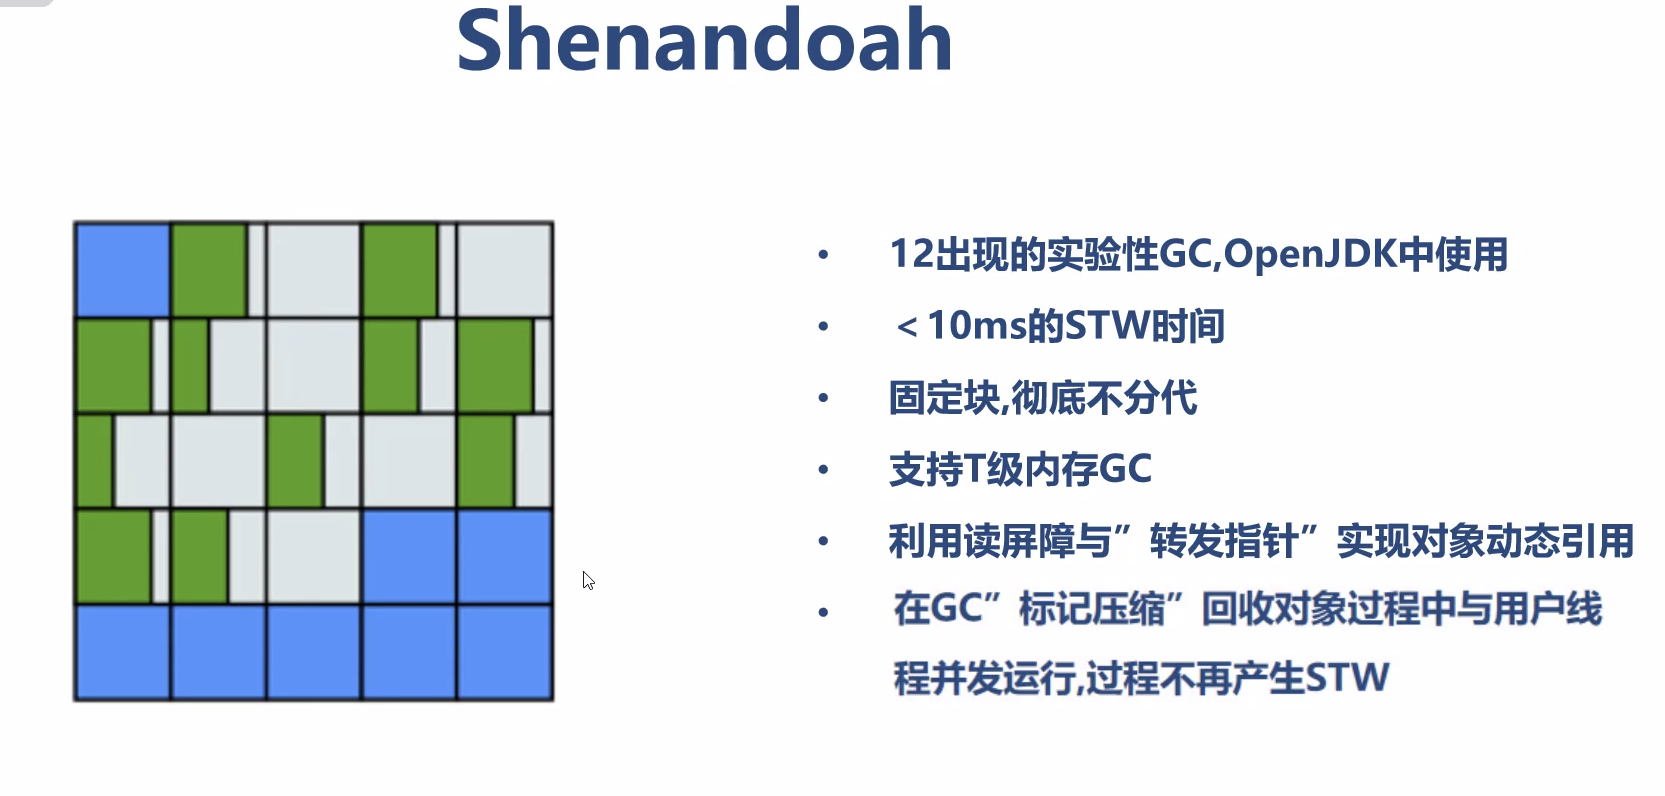 Shenandoah
• 12出现的实验性GC,OpenJDK中使用
• ＜10ms的STW时间
• 固定块,彻底不分代
• 支持T级内存GC
• 利用读屏障与”转发指针”实现对象动态引用
• 在GC”标记压缩”回收对象过程中与用户线
程并发运行,过程不再产生STW